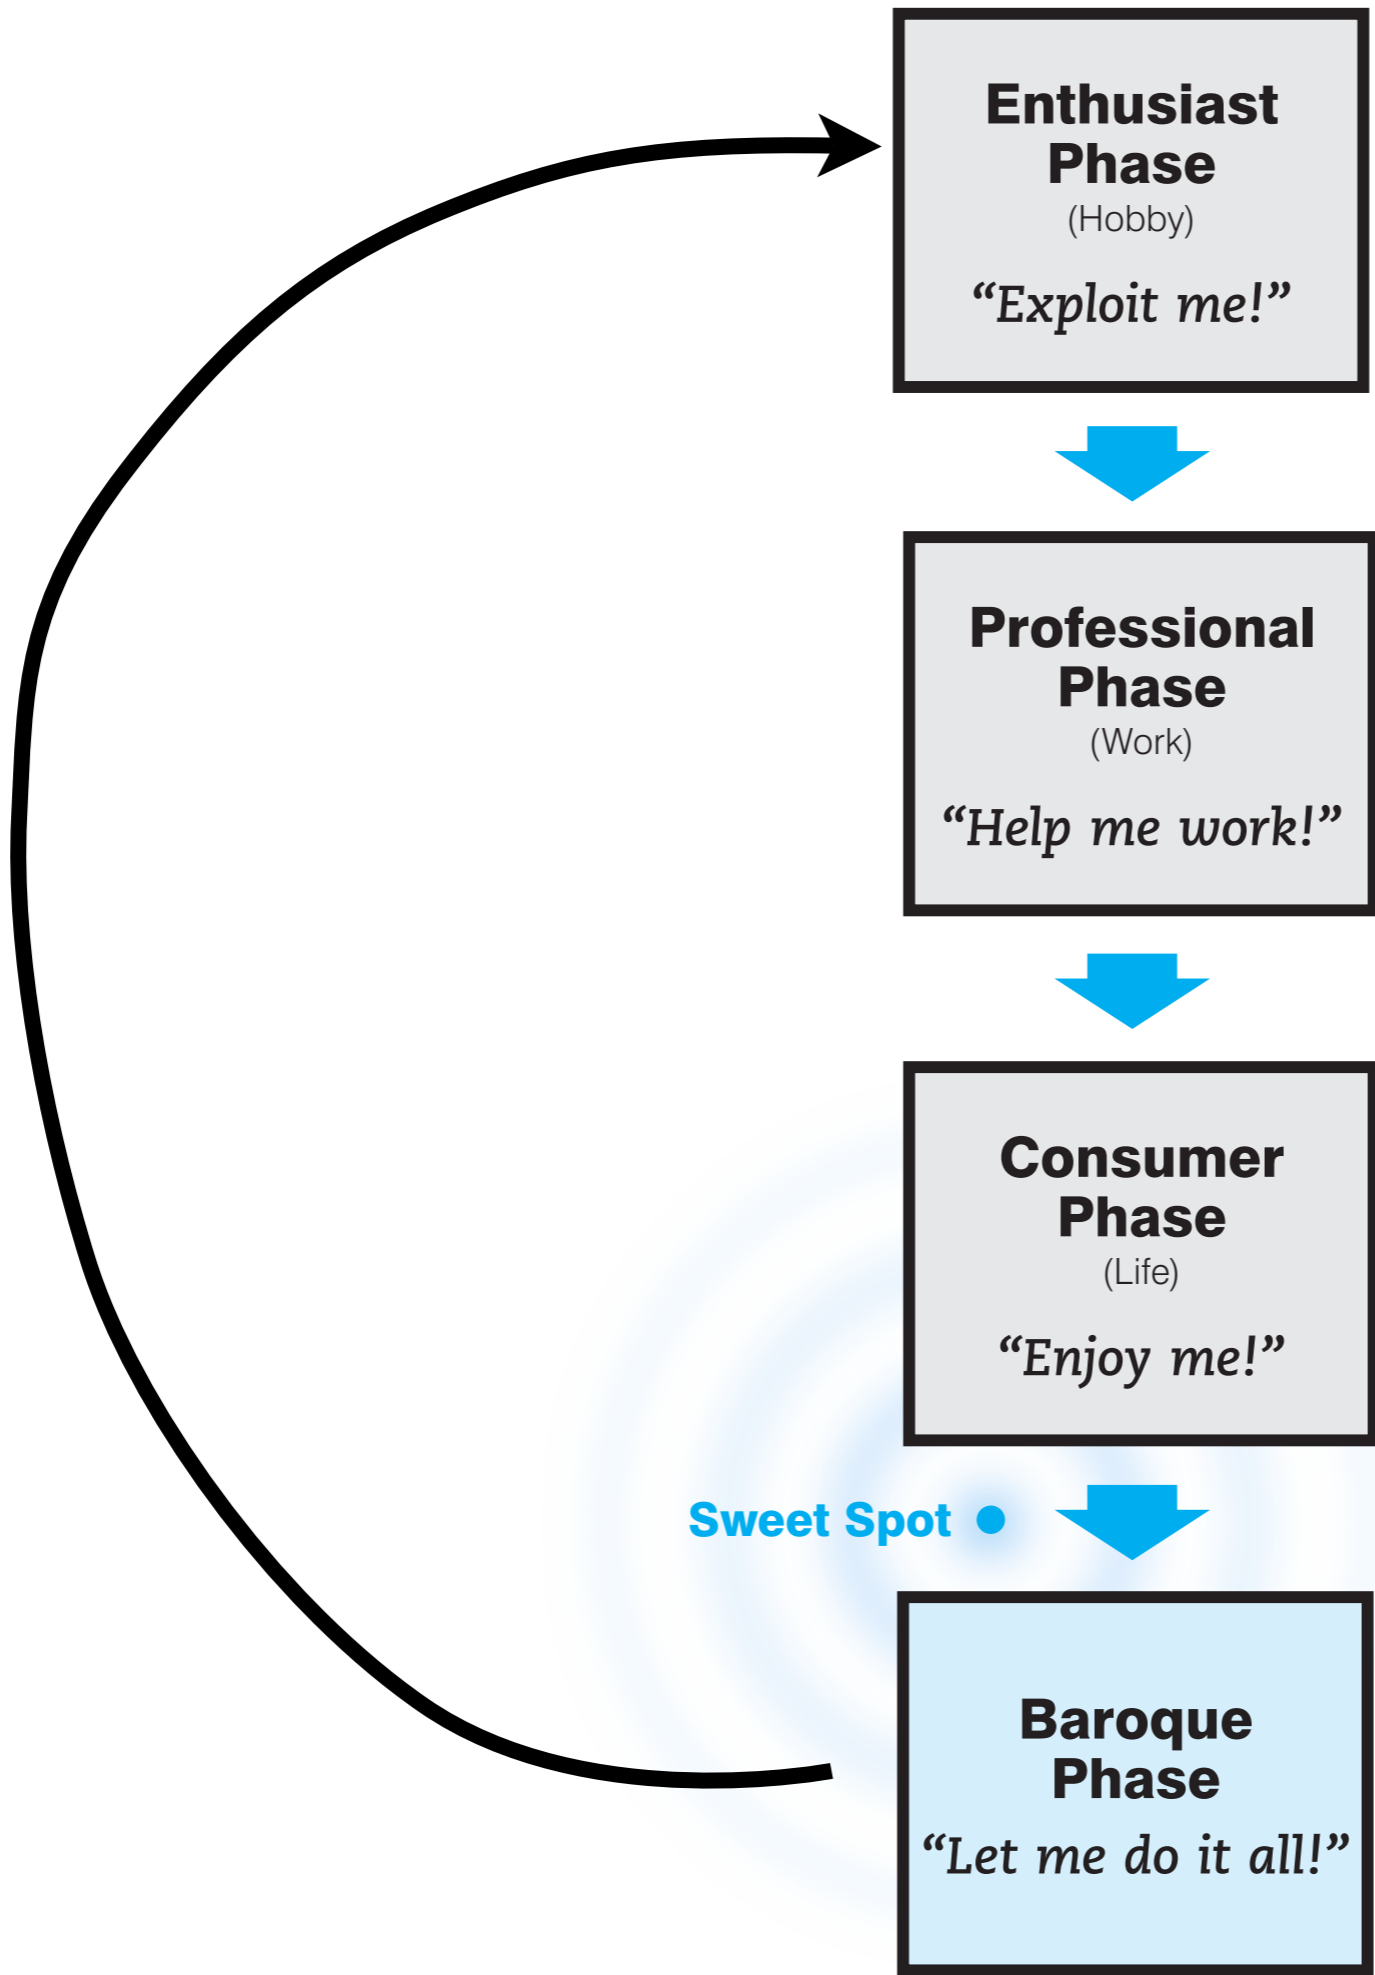 Enthusiast
Phase
(Hobby)
“Exploit me!”
Professional
Phase
(Work)
“Help me work!”
Consumer
Phase
(Life)
“Enjoy me!”
Sweet Spot
Baroque
Phase
“Let me do it all!”